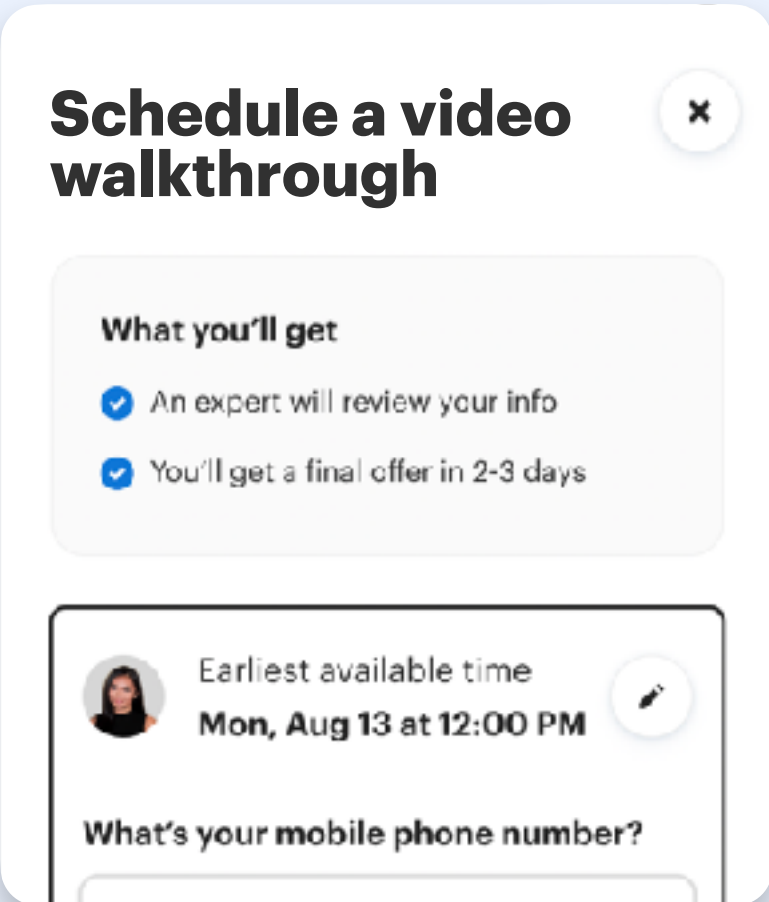 Schedule a video
walkthrough
What you'll get
An expert will review your info
You'll get a final offer in 2-3 days
Earliest available time
Mon, Aug 13 at 12:00 PM
What's your mobile phone number?